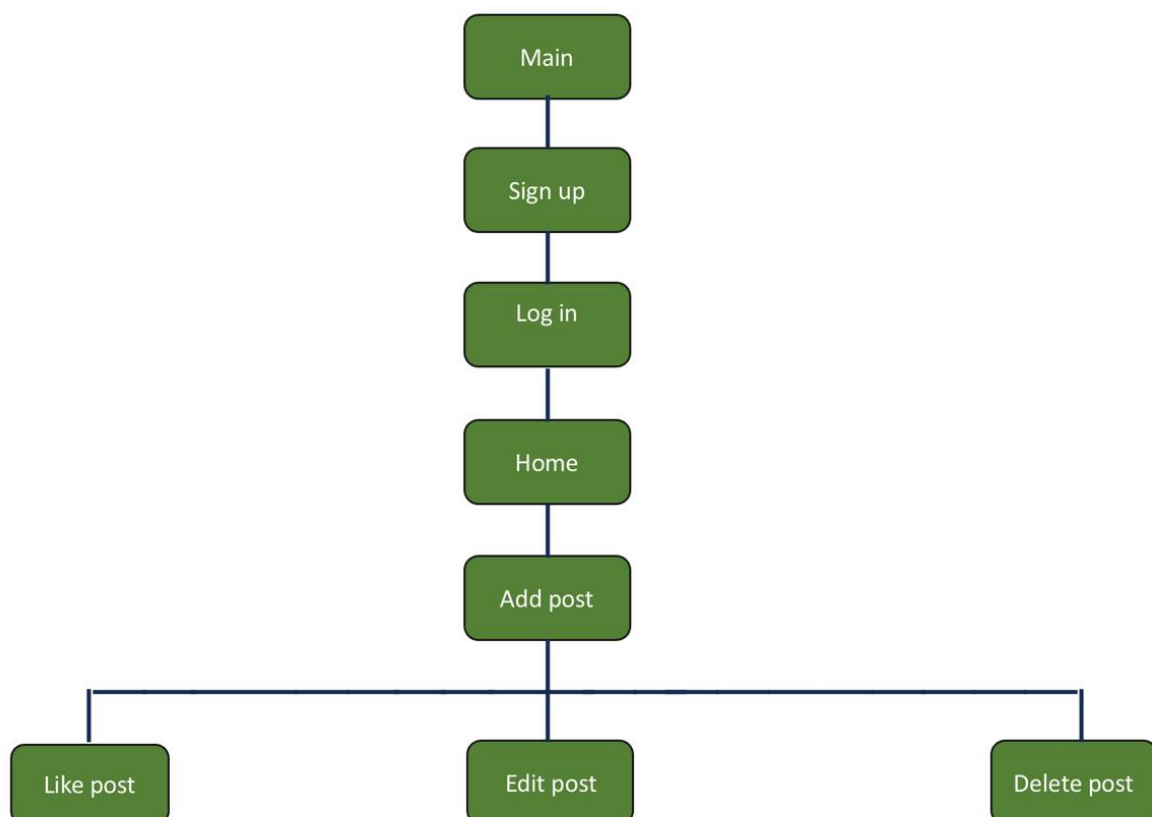 Main
Sign up
Log in
Home
Add post
Like post
Edit post
Delete post